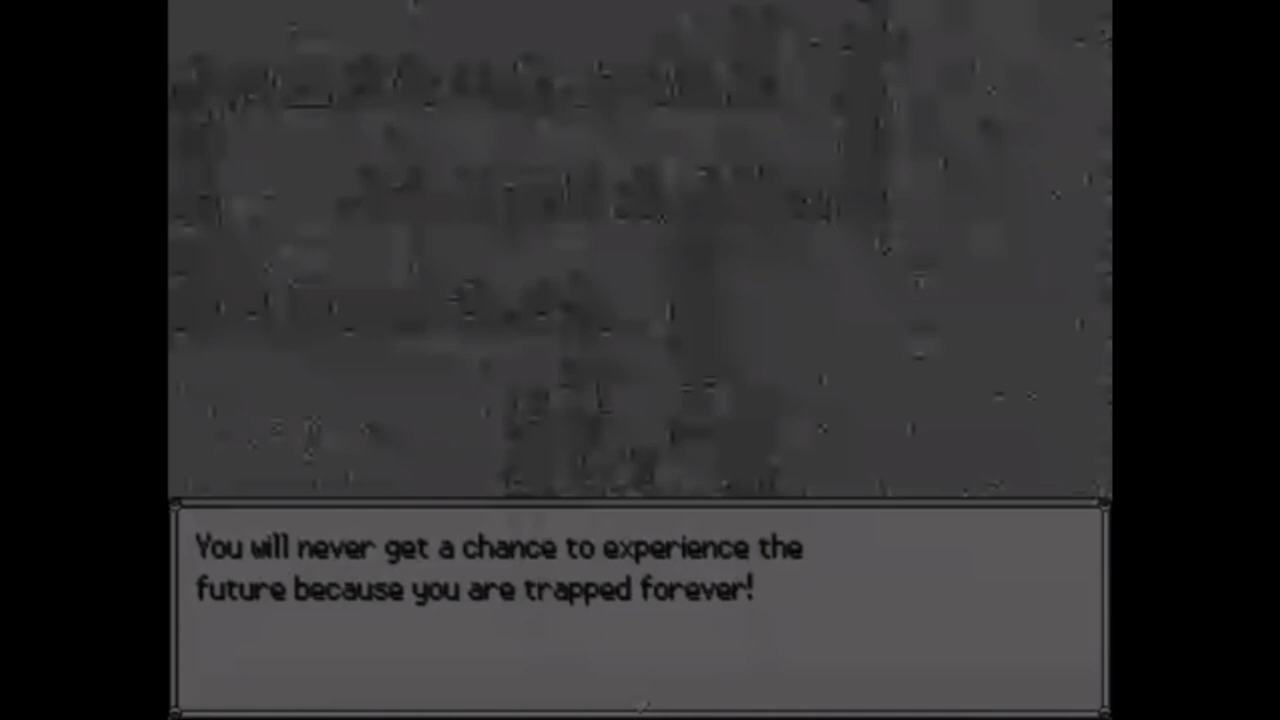 You will never get a chance to experience the
future because you are trapped forever!